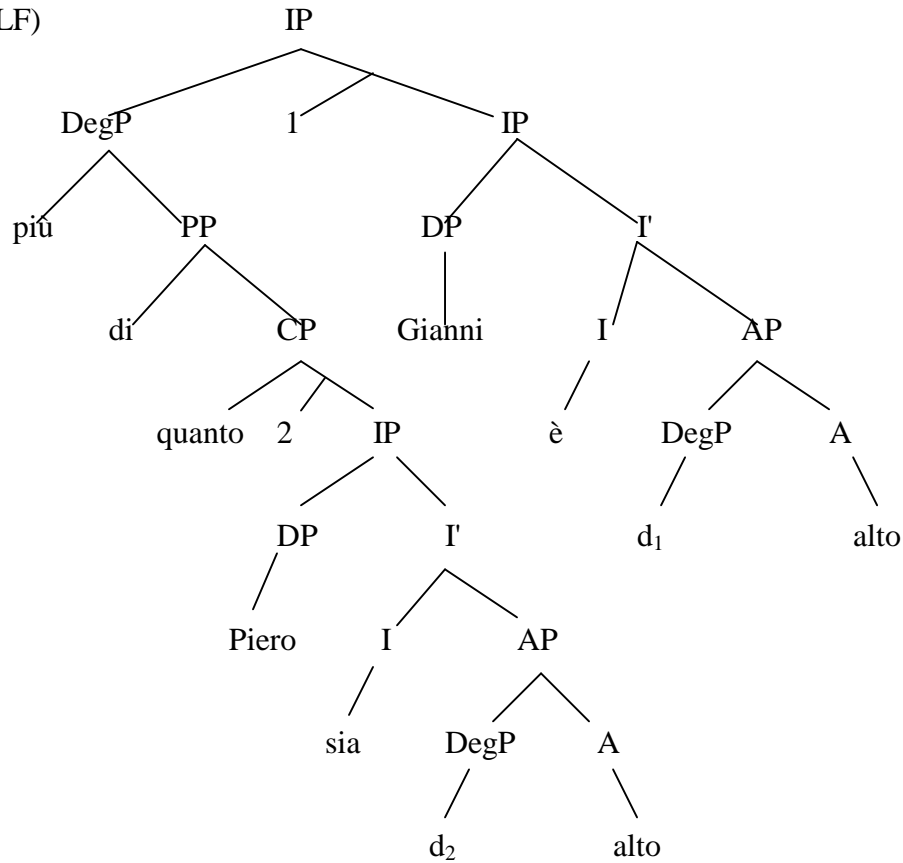 LF) IP
DegP 1 IP
più PP DP I'
di CP Gianni I AP
quanto 2 IP è DegP A
DP I' d1 alto
Piero I AP
sia DegP A
d2 alto